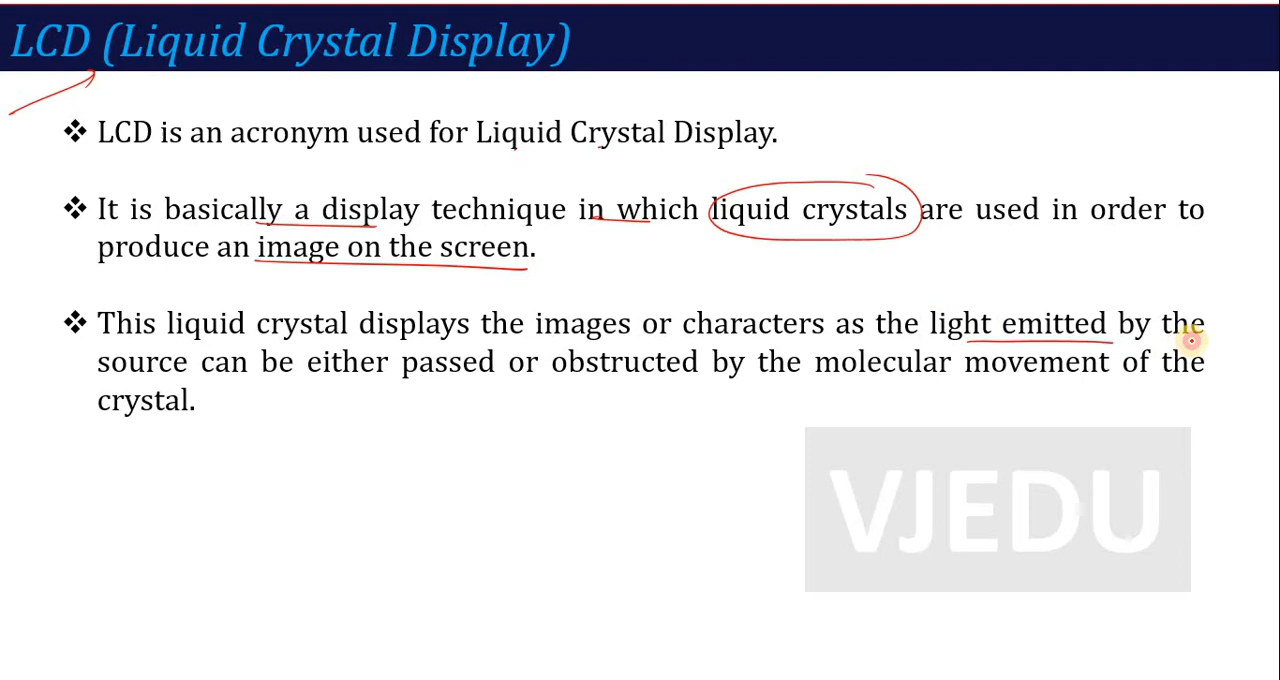 LCD (Liquid Crystal Display)
❖ LCD is an acronym used for Liquid Crystal Display.
❖ It is basically a display technique in which liquid crystals are used in order to
produce an image on the screen.
❖ This liquid crystal displays the images or characters as the light emitted by the
source can be either passed or obstructed by the molecular movement of the
crystal.
VJEDU